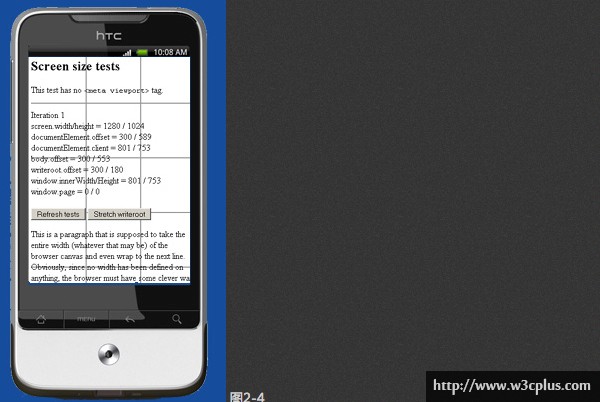 htc
10:08 AM
Screen size tests
This test has no <meta viewport> tag.
Iteration 1
screen.width/height = 1280 / 1024
documentElement.offset = 300 / 589
documentElement.client = 801 / 753
body.offset = 300 / 553
writeroot.offset = 300 / 180
window.innerWidth/Height = 801 / 753
window.page = 0 / 0
Refresh tests Stretch writeroot
This is a paragraph that is supposed to take the
entire width (whatever that may be) of the
browser canvas and even wrap to the next line.
Obviously, since no width has been defined on
anything, the browser must have some clever wa
MENU
图2-4
http://www.w3cplus.com